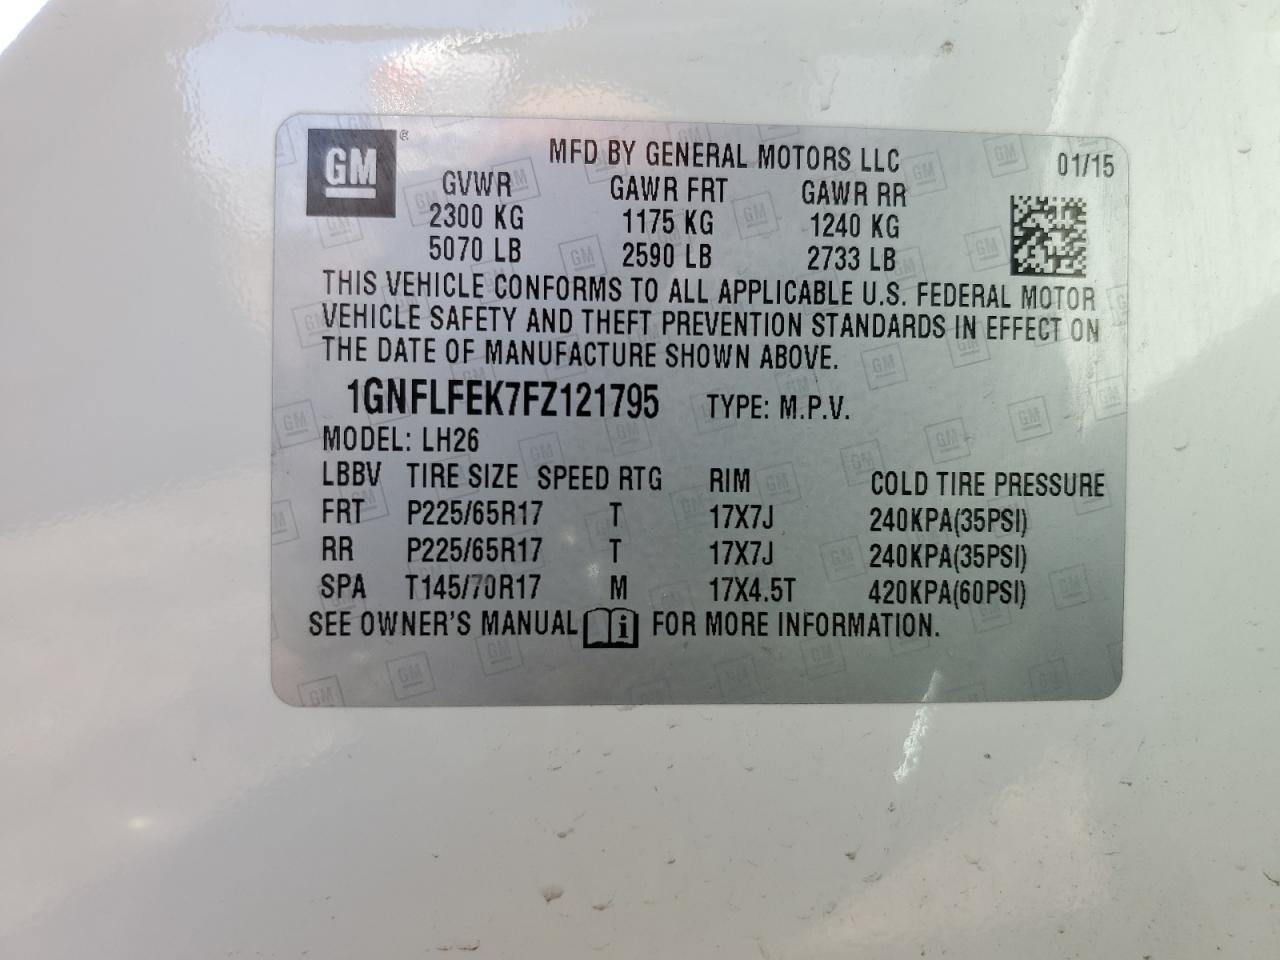 GM®
MFD BY GENERAL MOTORS LLC 01/15
GVWR GAWR FRT GAWR RR
2300 KG 1175 KG 1240 KG
5070 LB 2590 LB 2733 LB
THIS VEHICLE CONFORMS TO ALL APPLICABLE U.S. FEDERAL MOTOR
VEHICLE SAFETY AND THEFT PREVENTION STANDARDS IN EFFECT ON
THE DATE OF MANUFACTURE SHOWN ABOVE.
1GNFLFEK7FZ121795 TYPE: M.P.V.
MODEL: LH26
LBBV TIRE SIZE SPEED RTG RIM COLD TIRE PRESSURE
FRT P225/65R17 T 17X7J 240KPA(35PSI)
RR P225/65R17 T 17X7J 240KPA(35PSI)
SPA T145/70R17 M 17X4.5T 420KPA(60PSI)
SEE OWNER'S MANUAL i FOR MORE INFORMATION.